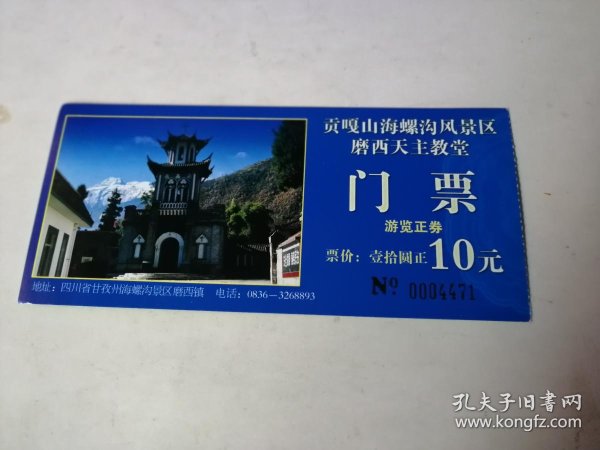 贡嘎山海螺沟风景区
磨西天主教堂
门票
游览正券
票价：壹拾圆正10元
No. 0004471
地址：四川省甘孜州海螺沟景区磨西镇 电话：0836—3268893
孔夫子旧书网
www.kongfz.com